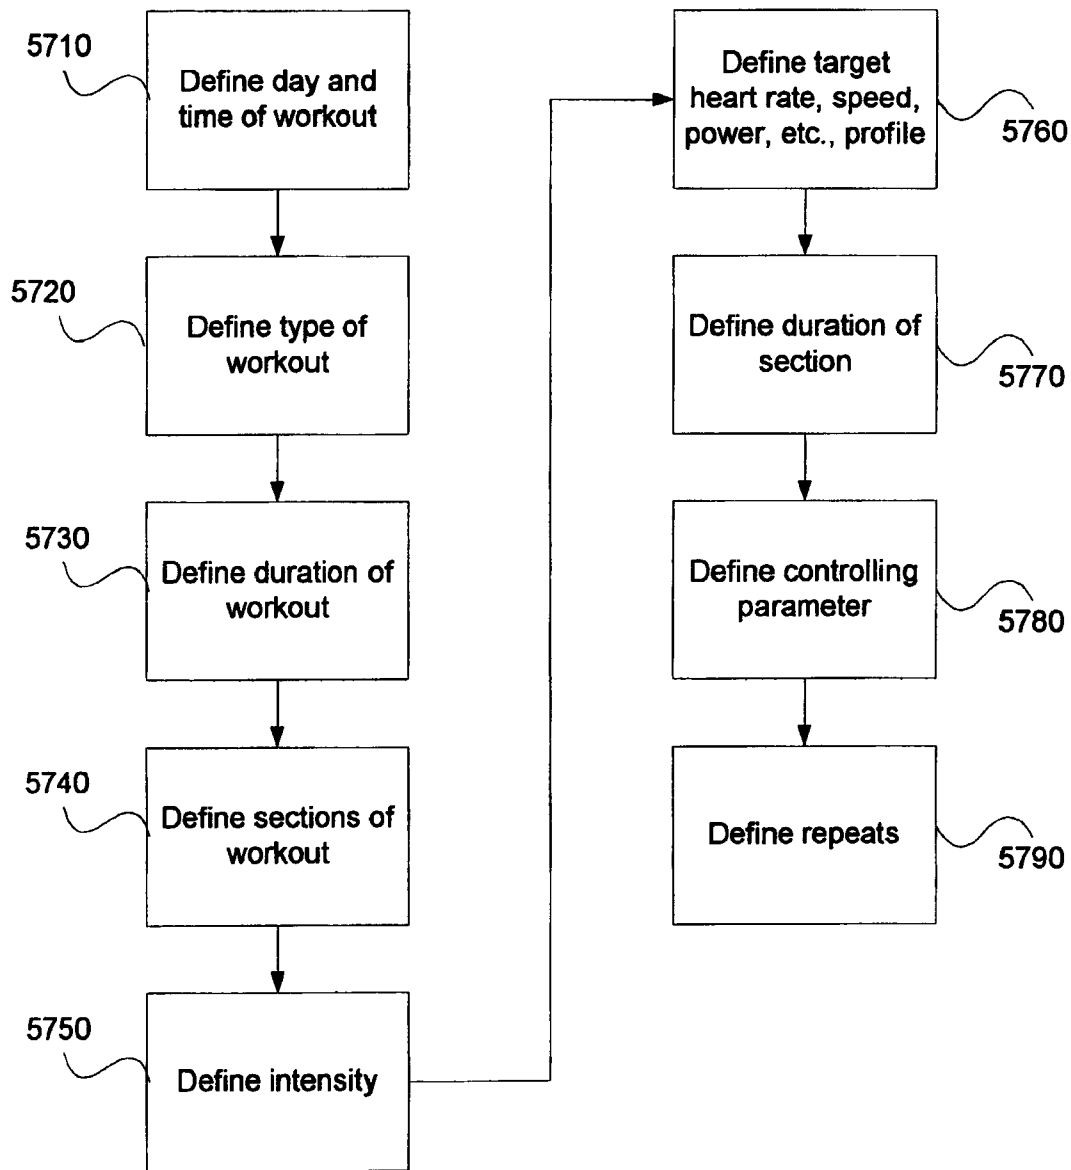 5710
Define day and
time of workout
5720
Define type of
workout
5730
Define duration of
workout
5740
Define sections of
workout
5750
Define intensity
Define target
heart rate, speed,
power, etc., profile
5760
Define duration of
section
5770
Define controlling
parameter
5780
Define repeats
5790